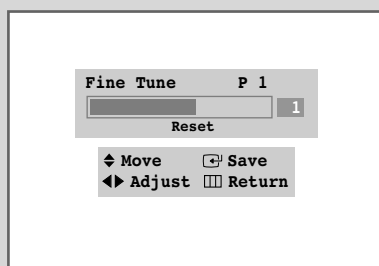 Fine Tune P 1
1
Reset
Move Save
Adjust Return